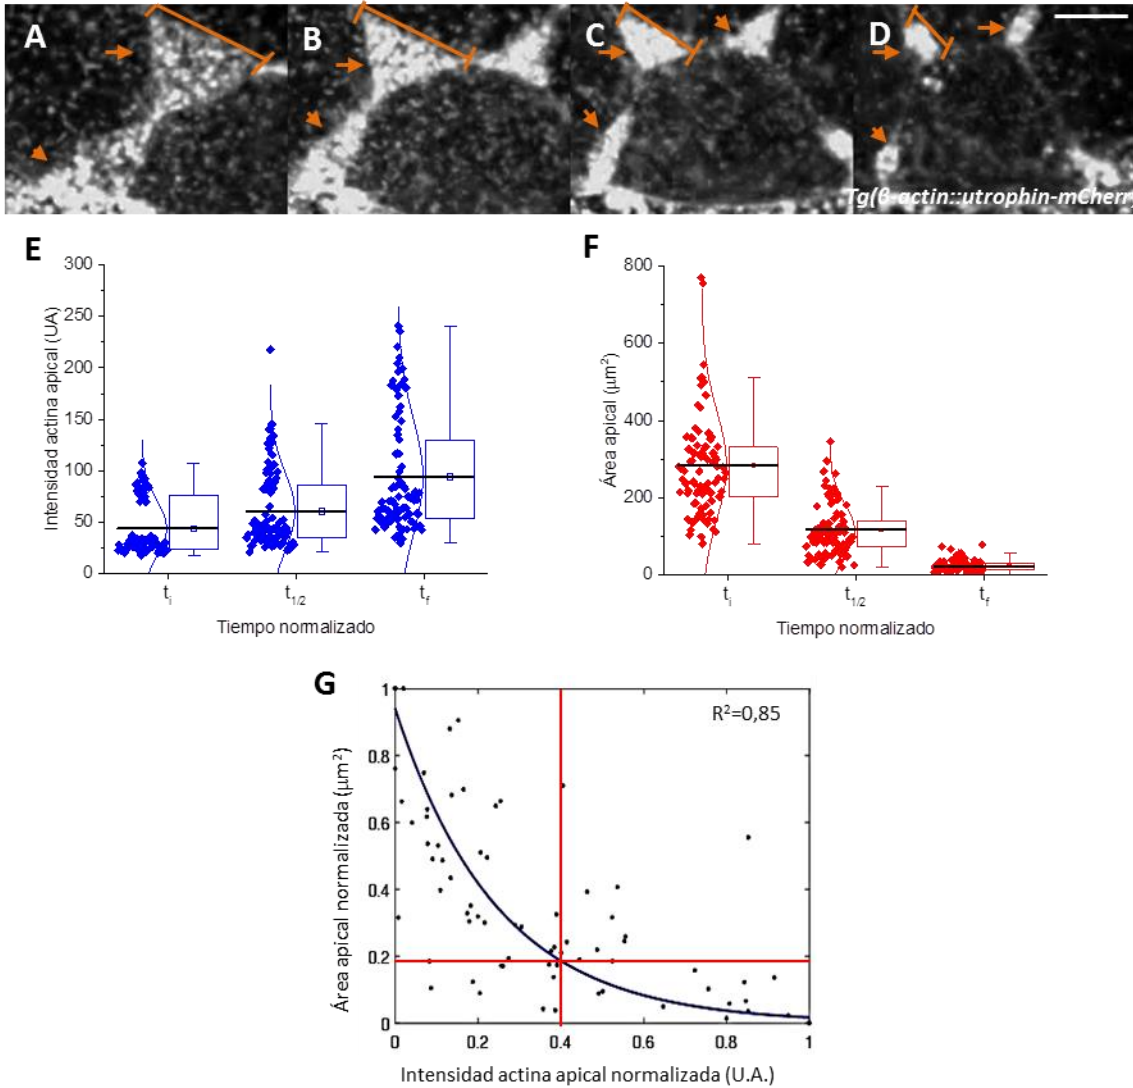 A
B
C
D
Tg(β-actin::utrophin-mCherry
E
Intensidad actina apical (UA)
300
250
200
150
100
50
0
t_i
t_1/2
t_f
Tiempo normalizado
F
Área apical (μm²)
800
600
400
200
0
t_i
t_1/2
t_f
Tiempo normalizado
G
R²=0,85
Área apical normalizada (μm²)
1
0.8
0.6
0.4
0.2
0
0
0.2
0.4
0.6
0.8
1
Intensidad actina apical normalizada (U.A.)